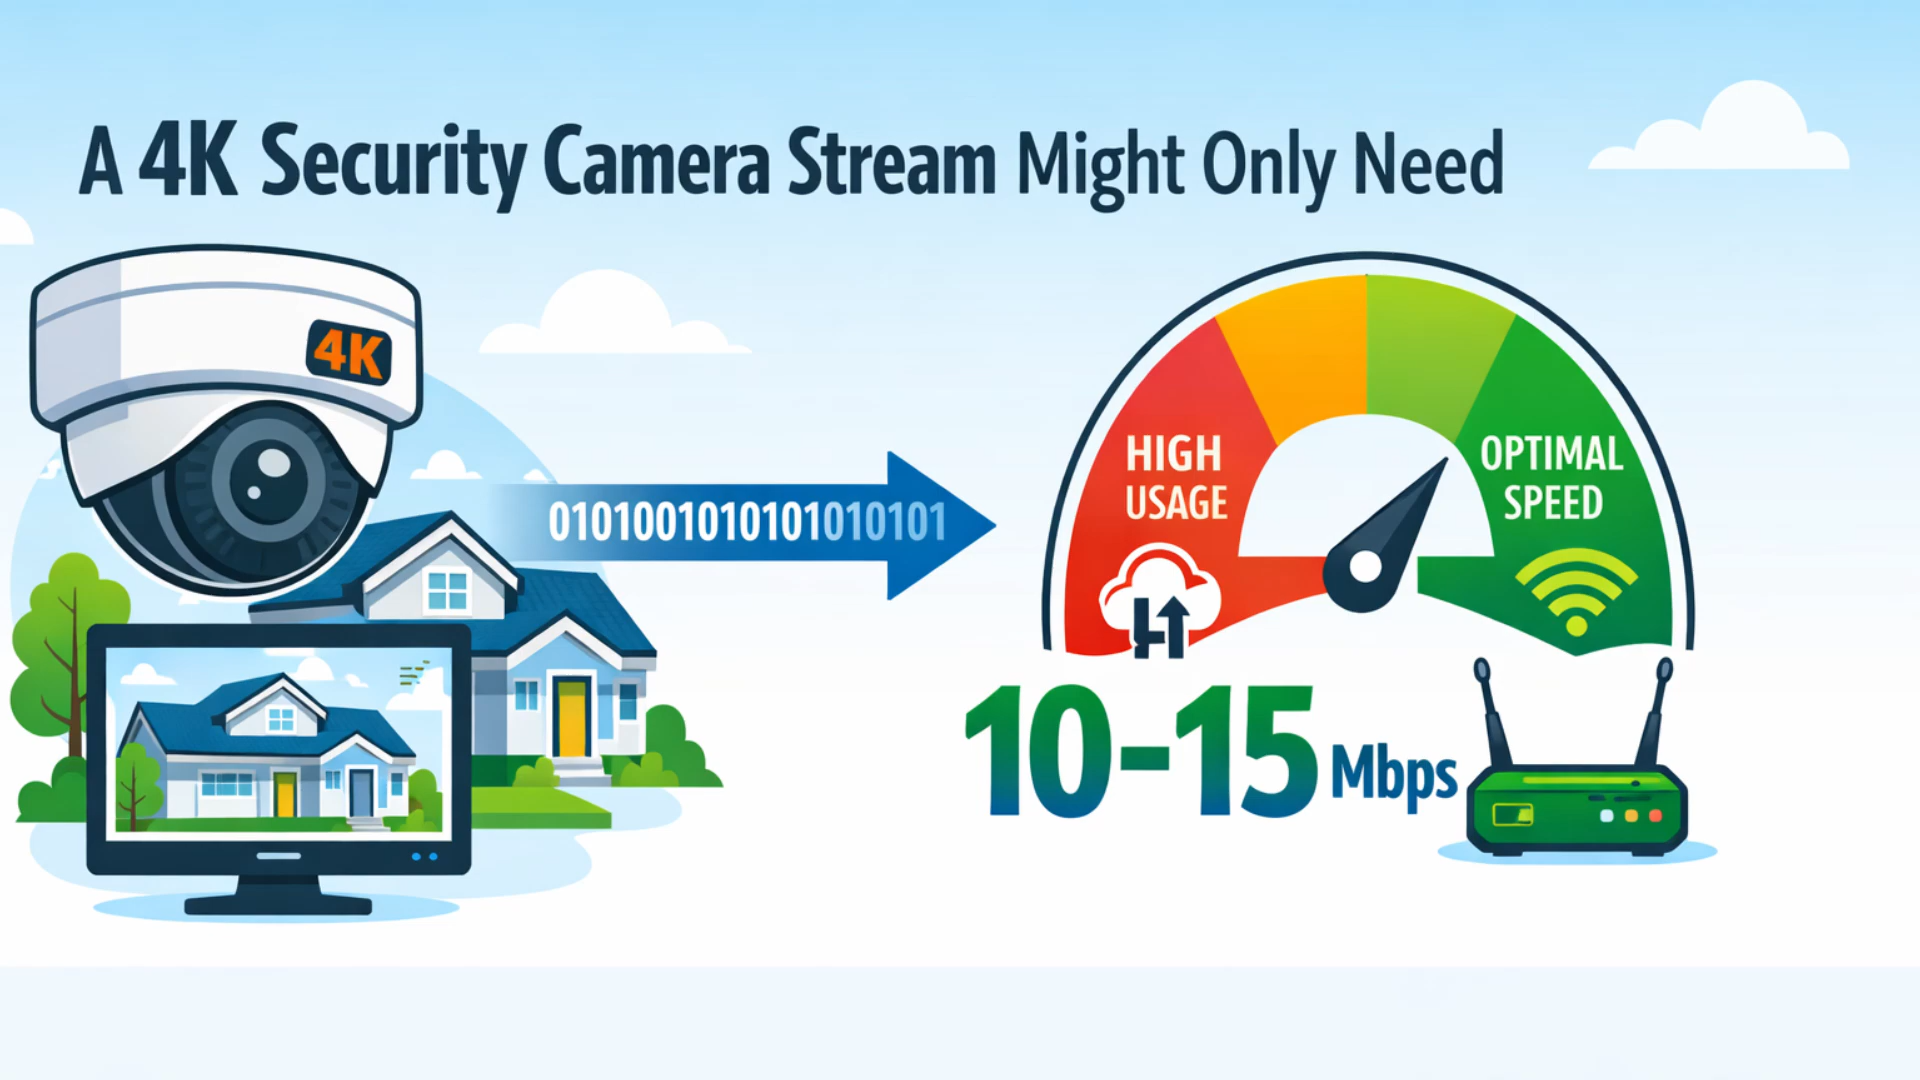 A 4K Security Camera Stream Might Only Need
4K
0101001010101010101
HIGH
USAGE
OPTIMAL
SPEED
10-15 Mbps